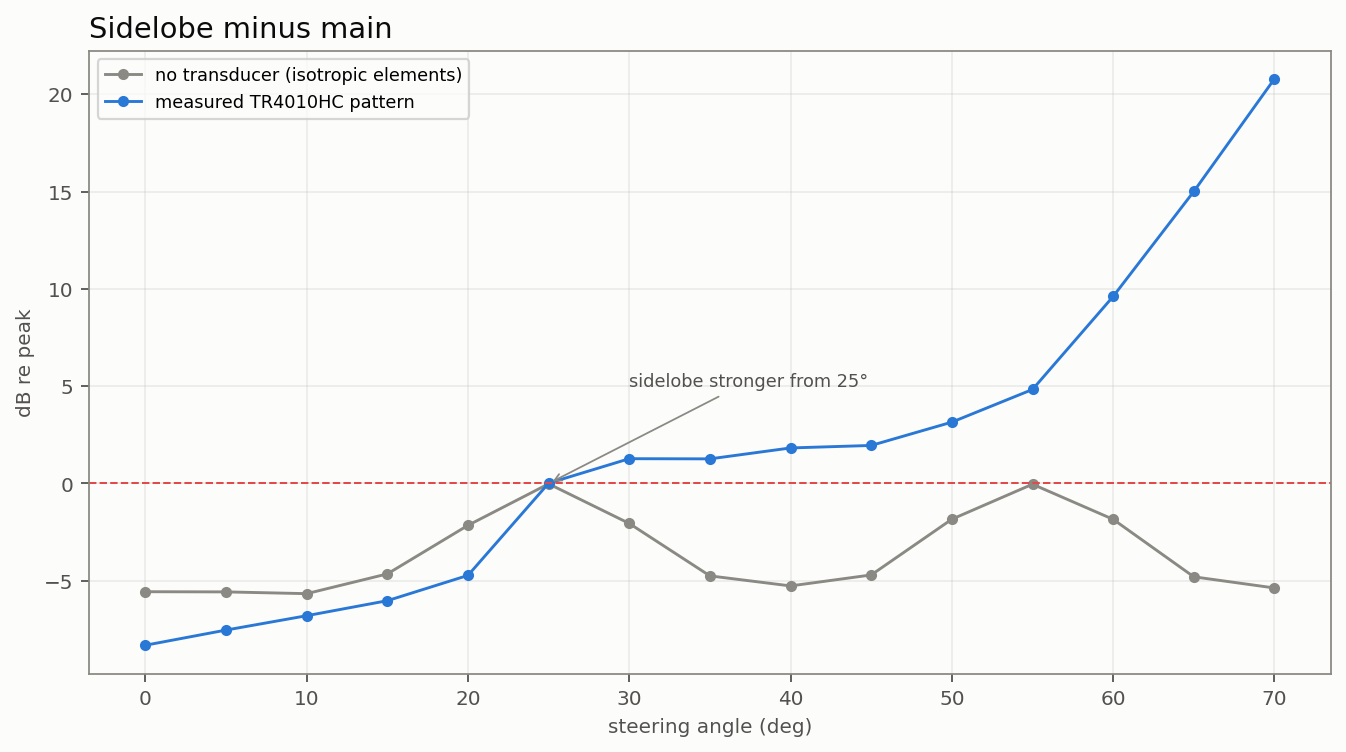 Sidelobe minus main
no transducer (isotropic elements)
measured TR4010HC pattern
20
15
10
5
0
−5
dB re peak
sidelobe stronger from 25°
0
10
20
30
40
50
60
70
steering angle (deg)